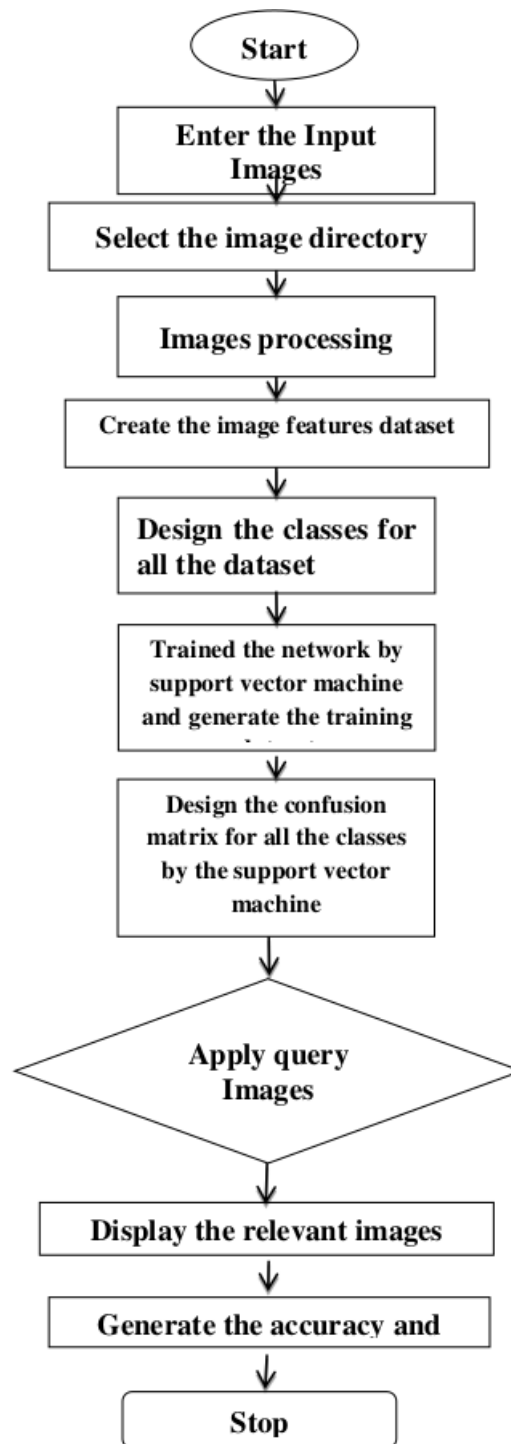 Start
Enter the Input
Images
Select the image directory
Images processing
Create the image features dataset
Design the classes for
all the dataset
Trained the network by
support vector machine
and generate the training
Design the confusion
matrix for all the classes
by the support vector
machine
Apply query
Images
Display the relevant images
Generate the accuracy and
Stop